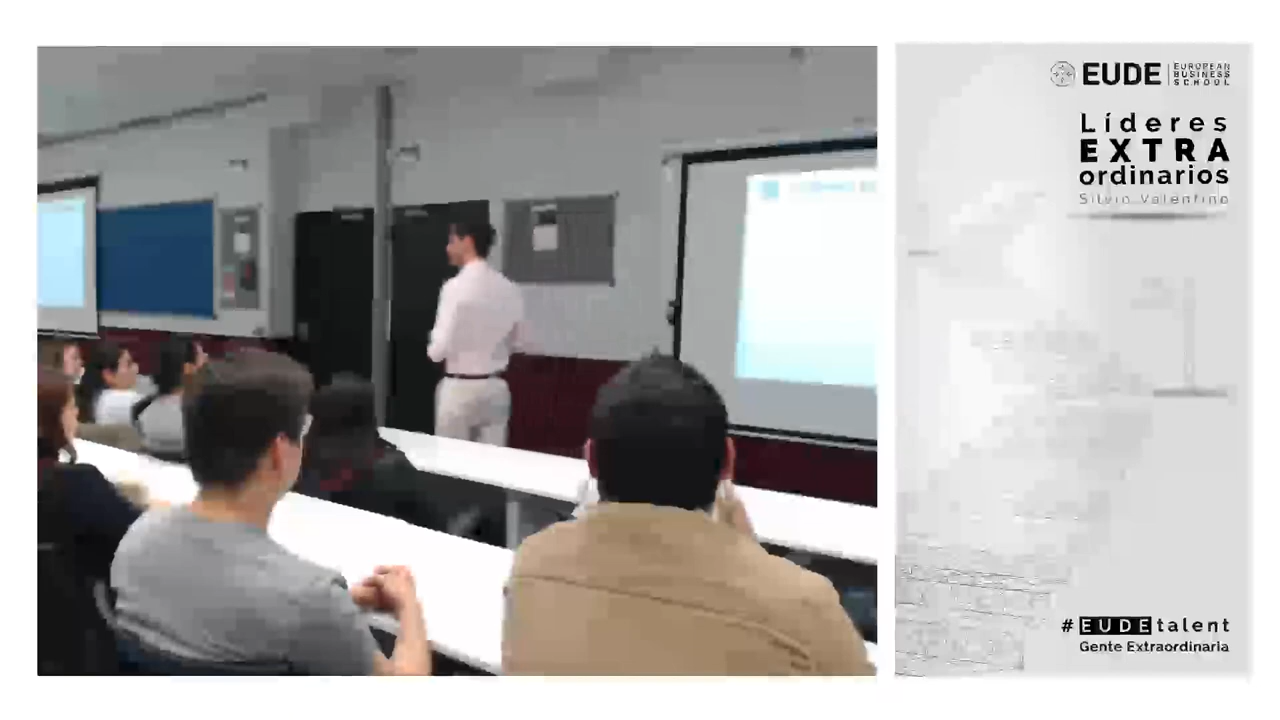 EUDE
EUROPEAN
BUSINESS
SCHOOL
Líderes
EXTRA
ordinarios
Silvio Valentino
#EUDEtalent
Gente Extraordinaria